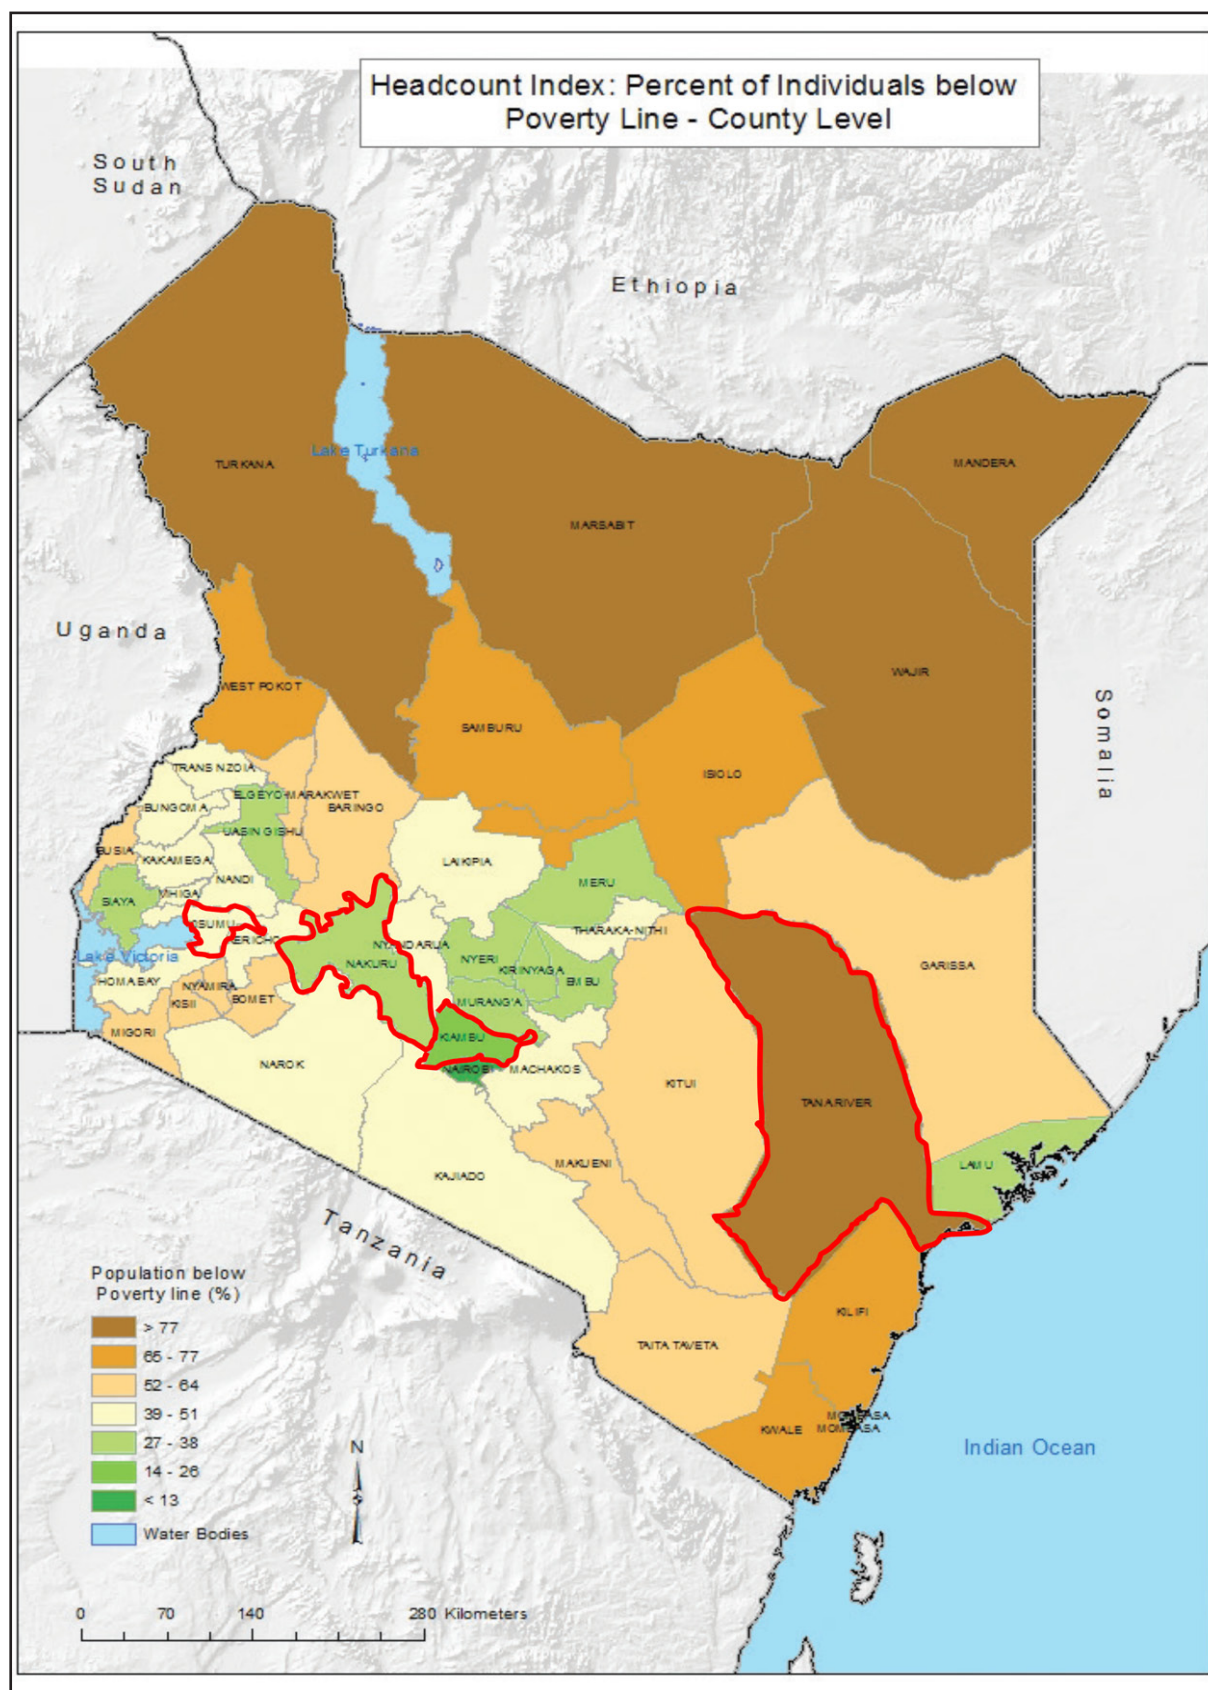 Headcount Index: Percent of Individuals below
Poverty Line - County Level
South
Sudan
Ethiopia
Lake Turkana
TURKANA
MANDERA
MARSABIT
Uganda
WAJIR
WEST POKOT
Somalia
SAMBURU
ISIOLO
TRANS NZOIA
ELGEYO-MARAKWET
BUNGOMA
BARINGO
UASIN GISHU
BUSIA
KAKAMEGA
LAIKIPIA
NANDI
MERU
VIHIGA
SIAYA
ISUMU
THARAKA-NITHI
ERICHO
NYANDARUA
Lake Victoria
NYERI
NAKURU
KIRINYAGA
GARISSA
HOMABAY
NYAMIRA
EMBU
KISII
BOMET
MURANG'A
MIGORI
KIAMBU
NAROK
NAIROBI
MACHAKOS
KITUI
TANA RIVER
MAKUENI
LAMU
KAJIADO
Tanzania
KILIFI
TAITA TAVETA
MOMBASA
MOMBASA
KWALE
Indian Ocean
Population below
Poverty line (%)
> 77
65 - 77
52 - 64
39 - 51
27 - 38
14 - 26
< 13
Water Bodies
N
0 70 140 280 Kilometers